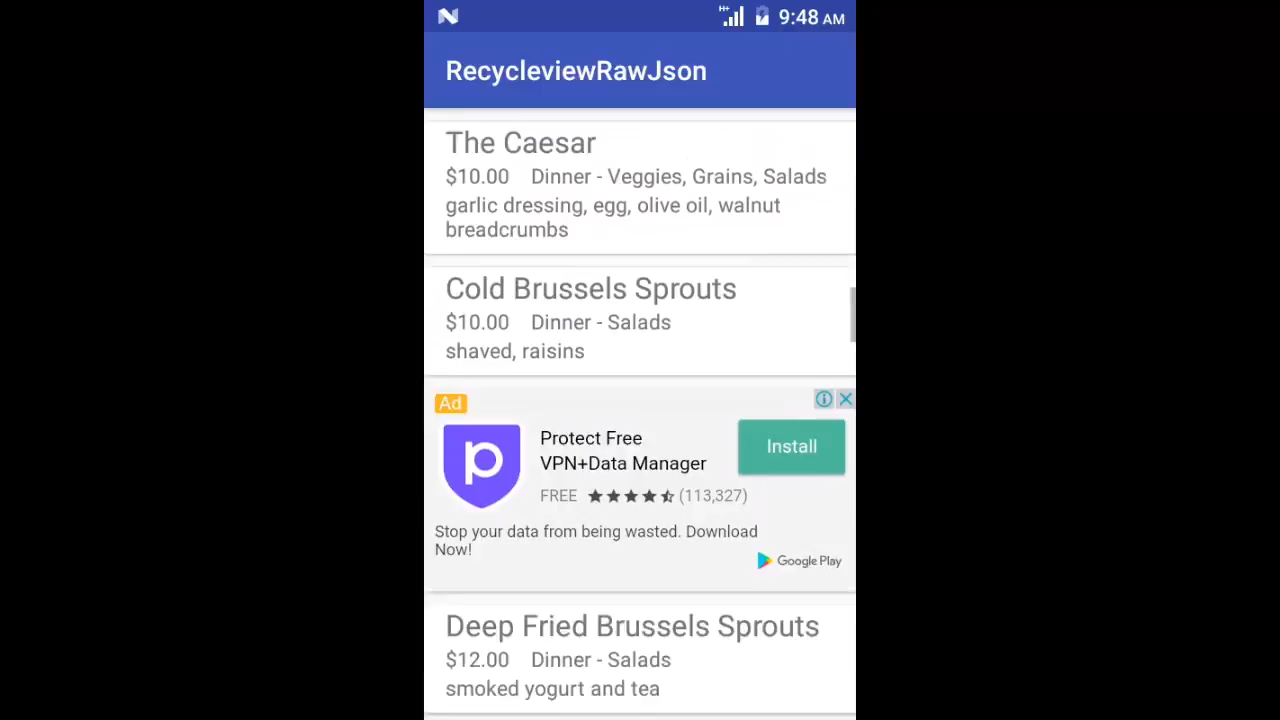 9:48 AM
RecycleviewRawJson
The Caesar
$10.00 Dinner - Veggies, Grains, Salads
garlic dressing, egg, olive oil, walnut
breadcrumbs
Cold Brussels Sprouts
$10.00 Dinner - Salads
shaved, raisins
Ad
Protect Free
VPN+Data Manager
Install
FREE (113,327)
Stop your data from being wasted. Download
Now!
Google Play
Deep Fried Brussels Sprouts
$12.00 Dinner - Salads
smoked yogurt and tea